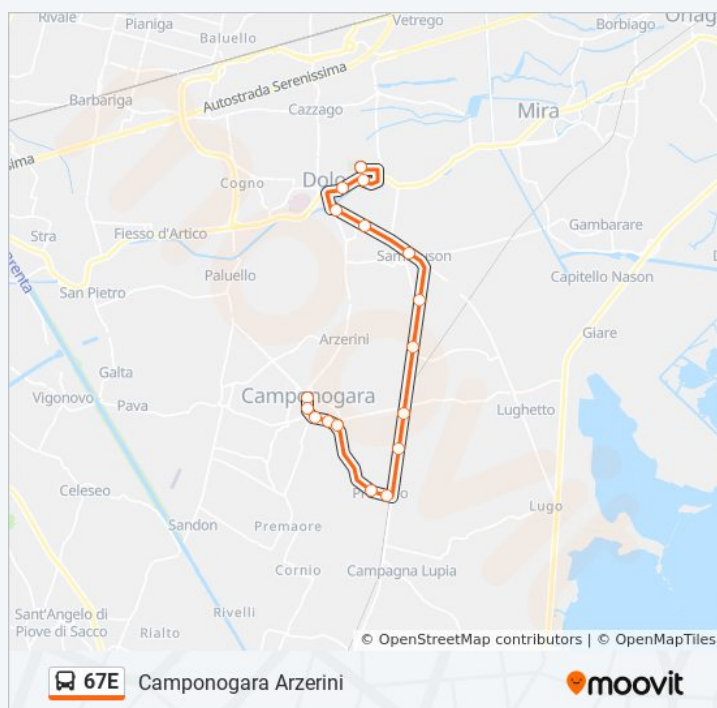 Rivale
Pianiga
Vetrego
Borbiago
Baluello
Autostrada Serenissima
Barbariga
Cazzago
Mira
Cogno
Stra
Fiesso d'Artico
Gambarare
Paluello
Capitello Nason
San Pietro
Giare
Arzerini
Galta
Camponogara
Vigonovo
Pava
Lughetto
Celeseo
Lugo
Sandon
Premaore
Cornio
Campagna Lupia
Sant'Angelo di
Piove di Sacco
Rialto
Rivelli
© OpenStreetMap contributors | © OpenMapTiles
67E Camponogara Arzerini
moovit